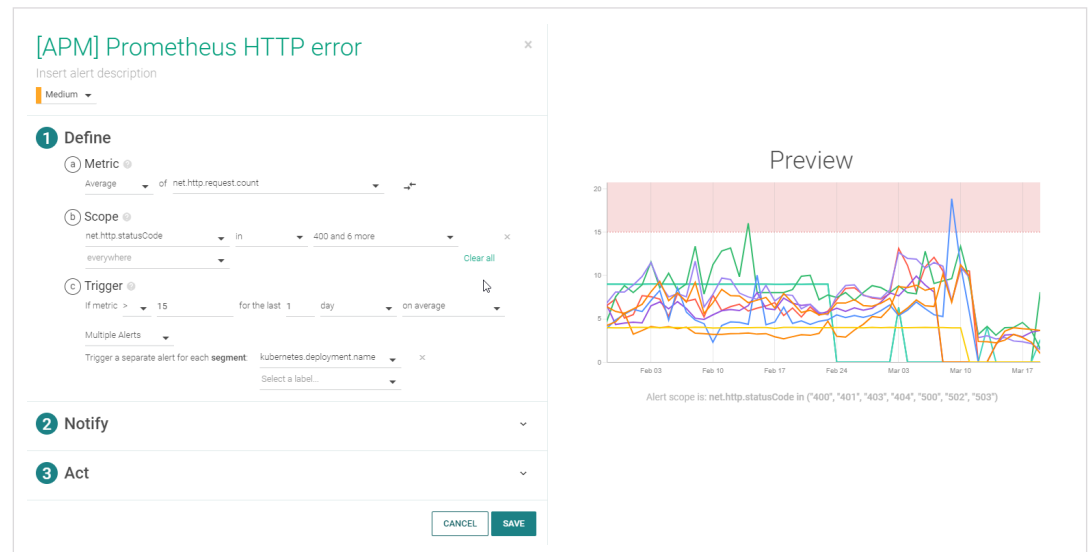 [APM] Prometheus HTTP error
x
Insert alert description
Medium
1 Define
a Metric ?
Average of net.http.request.count
b Scope ?
net.http.statusCode in 400 and 6 more ×
everywhere Clear all
c Trigger ?
If metric > 15 for the last 1 day on average
Multiple Alerts
Trigger a separate alert for each segment: kubernetes.deployment.name ×
Select a label...
2 Notify
3 Act
CANCEL SAVE
Preview
20
15
10
5
0
Feb 03 Feb 10 Feb 17 Feb 24 Mar 03 Mar 10 Mar 17
Alert scope is: net.http.statusCode in ("400", "401", "403", "404", "500", "502", "503")